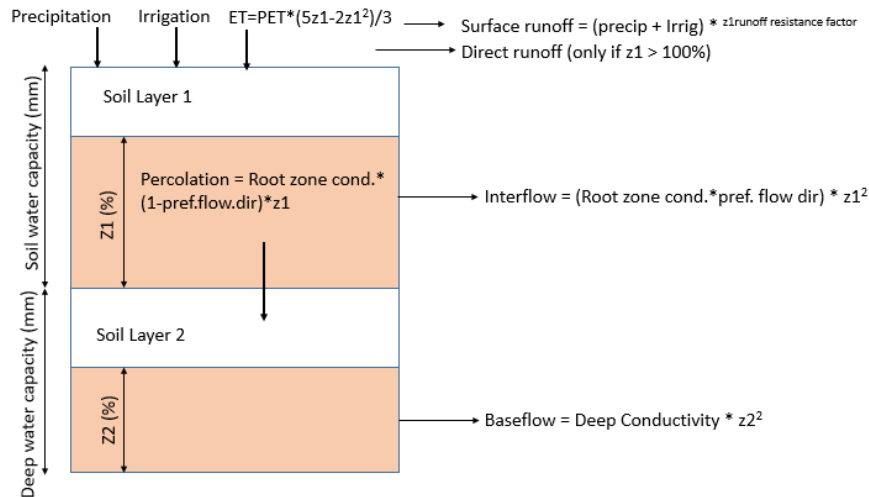 Precipitation Irrigation ET=PET*(5z1-2z1²)/3
Surface runoff = (precip + Irrig) * z1runoff resistance factor
Direct runoff (only if z1 > 100%)
Soil Layer 1
Soil water capacity (mm)
Z1 (%)
Percolation = Root zone cond.*
(1-pref.flow.dir)*z1
Interflow = (Root zone cond.*pref. flow dir) * z1²
Soil Layer 2
Deep water capacity (mm)
Z2 (%)
Baseflow = Deep Conductivity * z2²